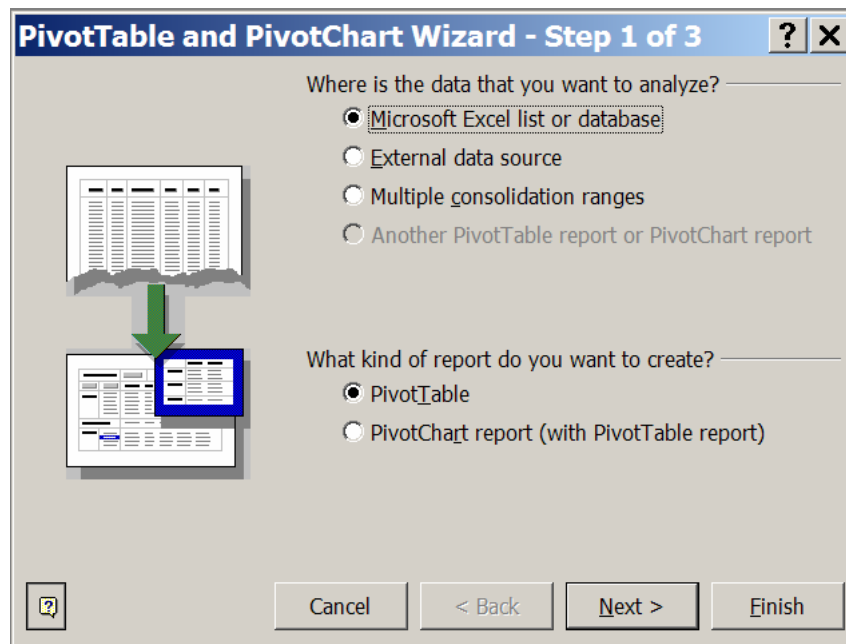 PivotTable and PivotChart Wizard - Step 1 of 3
Where is the data that you want to analyze?
Microsoft Excel list or database
External data source
Multiple consolidation ranges
Another PivotTable report or PivotChart report
What kind of report do you want to create?
PivotTable
PivotChart report (with PivotTable report)
Cancel
< Back
Next >
Finish